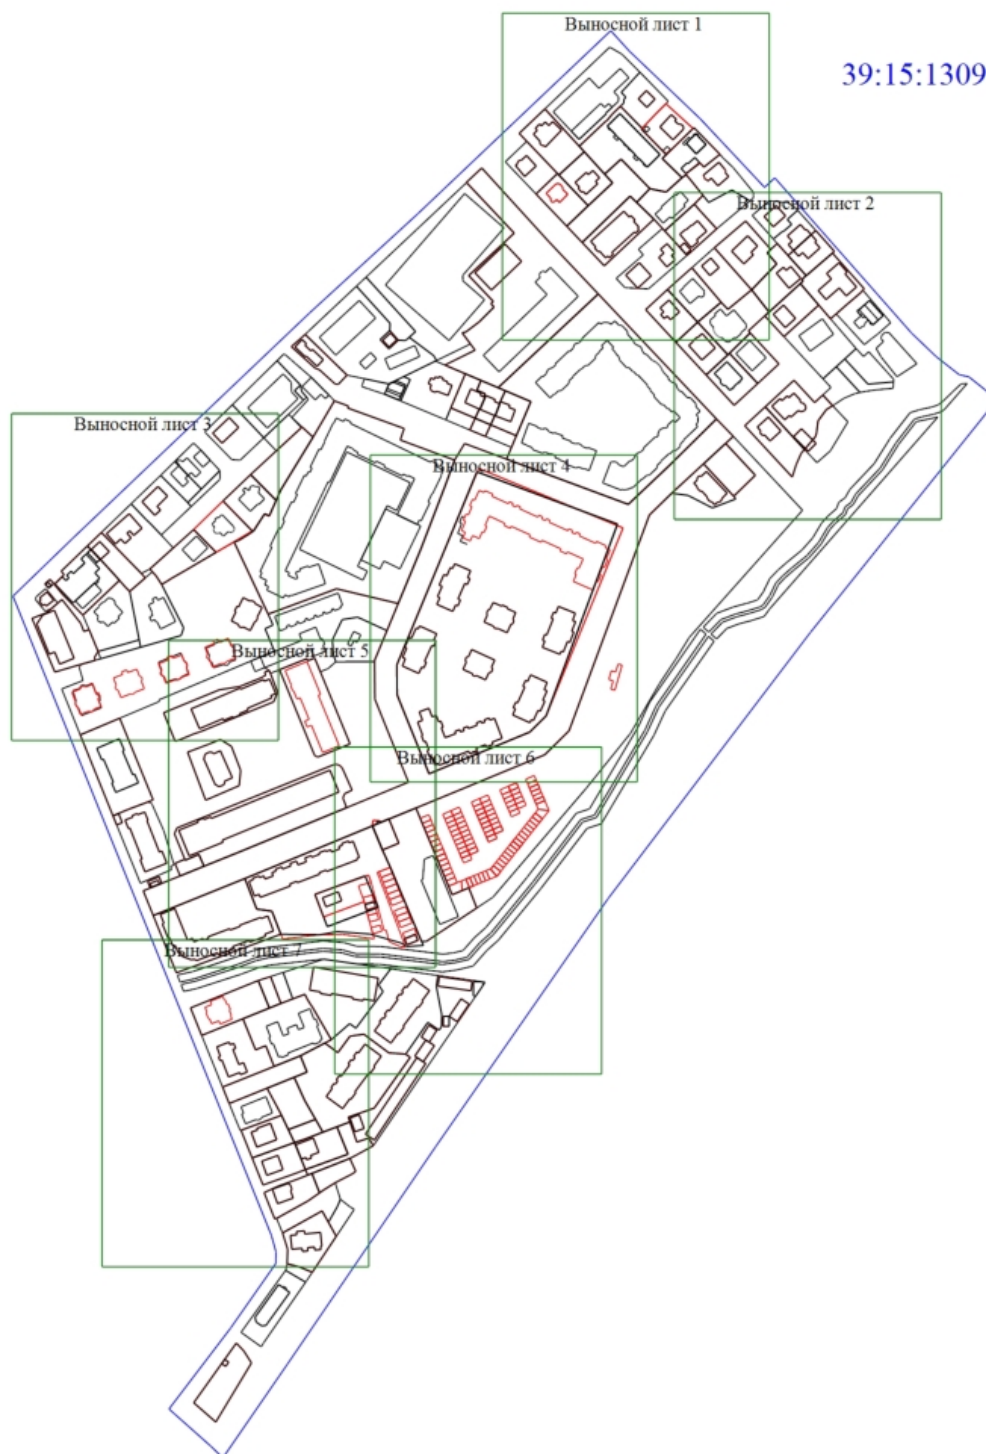 Выносной лист 1
39:15:1309
Выносной лист 2
Выносной лист 3
Выносной лист 4
Выносной лист 5
Выносной лист 6
Выносной лист 7